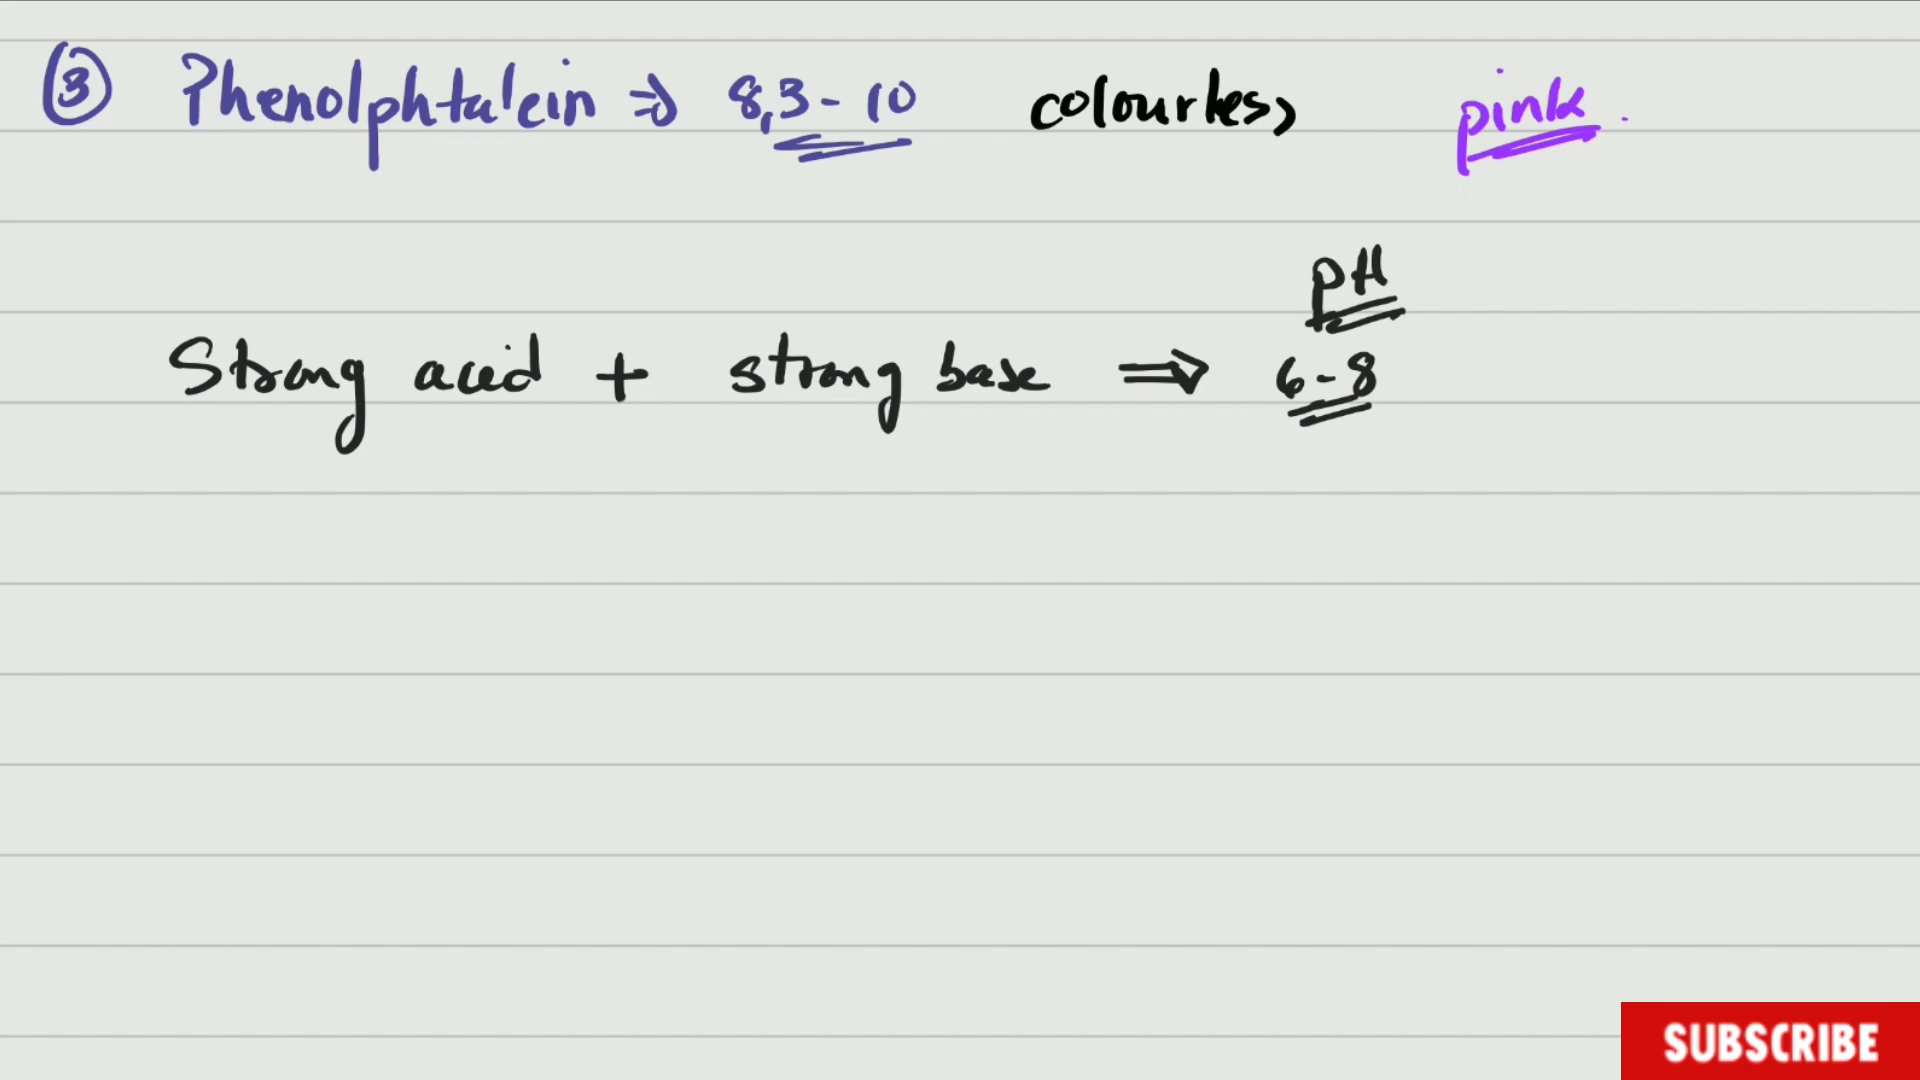 ③ Phenolphtalein ⇒ 8,3 - 10 colourless, pink.
pH
Strong acid + strong base ⇒ 6-8
SUBSCRIBE